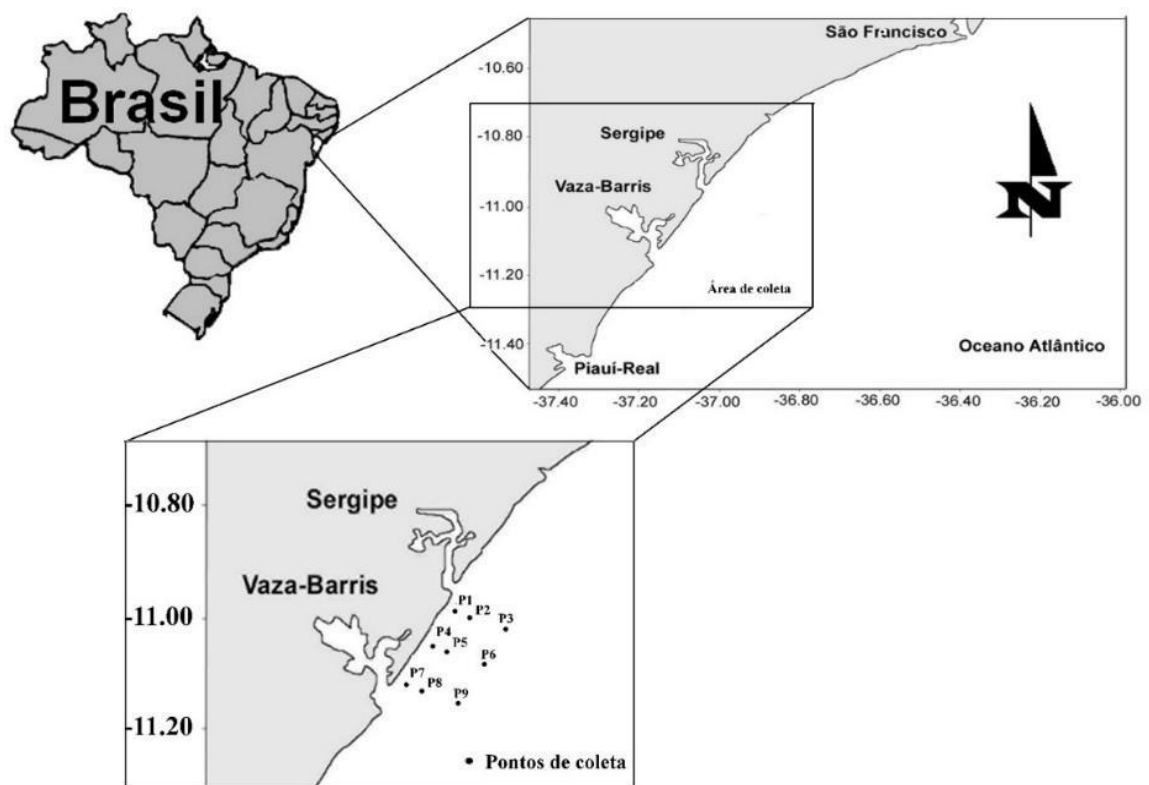 Brasil
São Francisco
-10.60
Sergipe
-10.80
Vaza-Barris
-11.00
N
-11.20
Área de coleta
-11.40
Oceano Atlântico
Piauí-Real
-37.40 -37.20 -37.00 -36.80 -36.60 -36.40 -36.20 -36.00
-10.80
Sergipe
Vaza-Barris
-11.00
P1
P2
P3
P4
P5
P6
P7
P8
P9
-11.20
Pontos de coleta